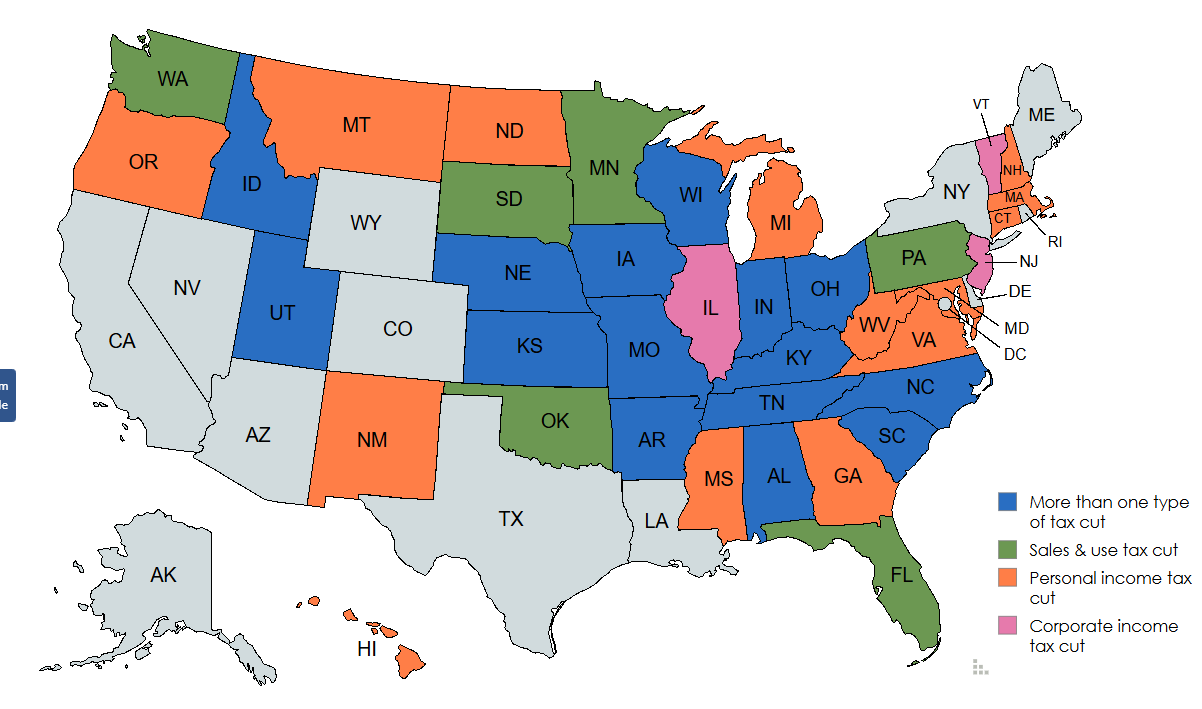 WA
MT
ND
MN
OR
ID
SD
WI
MI
VT
ME
NH
NY
MA
CT
RI
WY
NE
IA
PA
NJ
NV
UT
CO
IL
IN
OH
DE
MD
DC
WV
VA
CA
KS
MO
KY
NC
m
le
AZ
NM
OK
AR
TN
SC
TX
LA
MS
AL
GA
FL
AK
HI
More than one type
of tax cut
Sales & use tax cut
Personal income tax
cut
Corporate income
tax cut